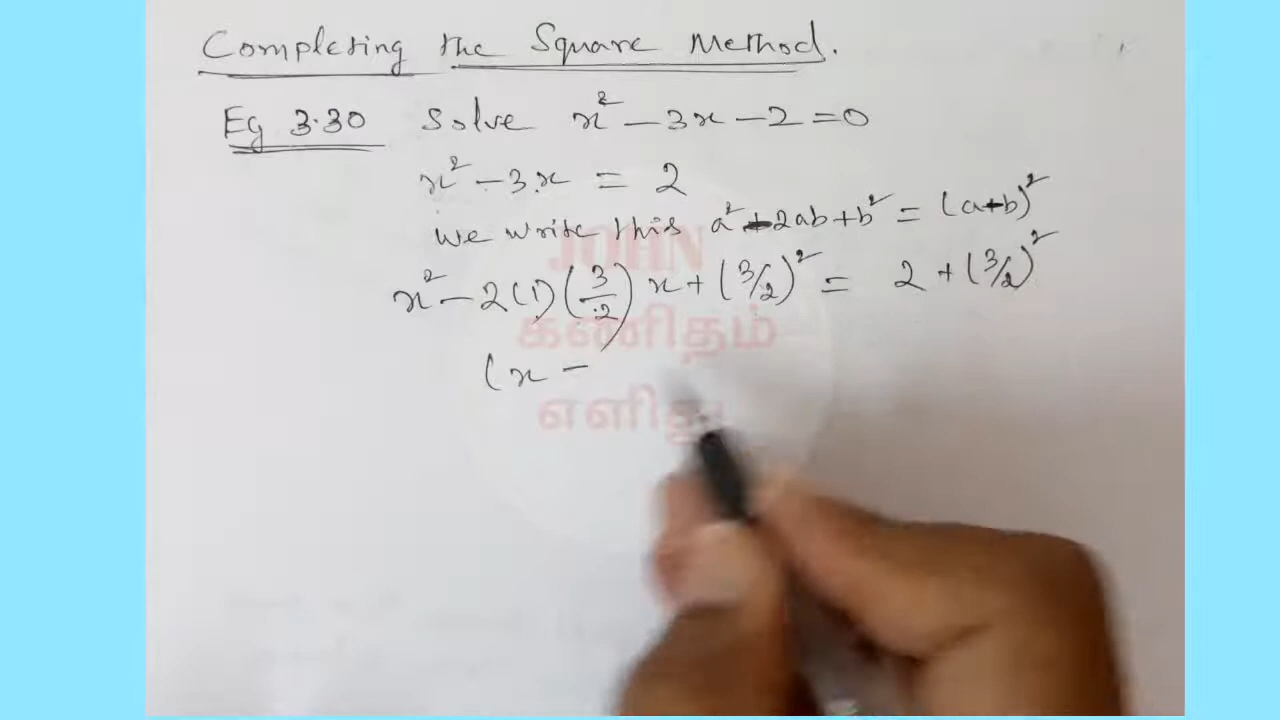 Completing the Square Method.
Eg 3.30 Solve x² - 3x - 2 = 0
x² - 3x = 2
We write this a² + 2ab + b² = (a+b)²
x² - 2(1)(3/2)x + (3/2)² = 2 + (3/2)²
(x -
JOHN
கணிதம்
எளிது